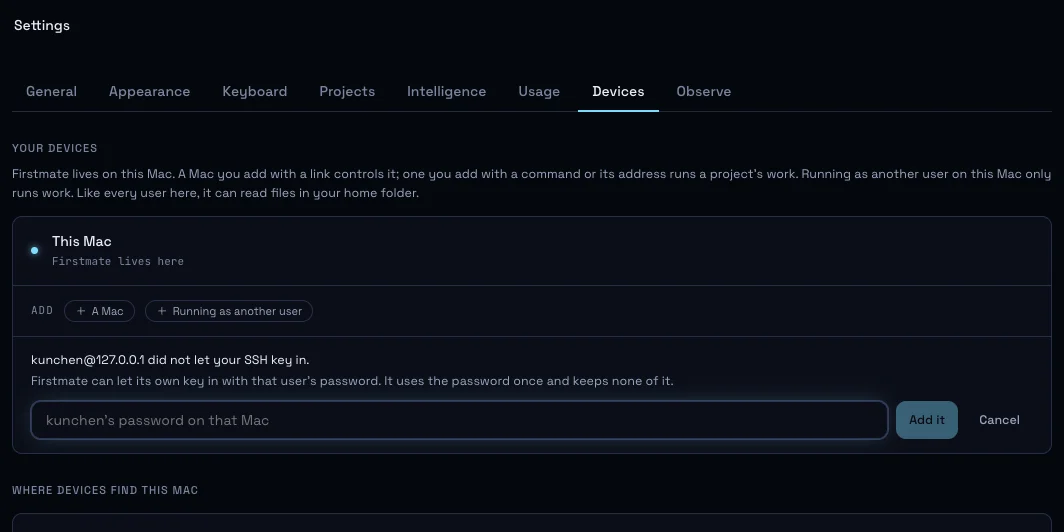 Settings
General Appearance Keyboard Projects Intelligence Usage Devices Observe
YOUR DEVICES
Firstmate lives on this Mac. A Mac you add with a link controls it; one you add with a command or its address runs a project's work. Running as another user on this Mac only
runs work. Like every user here, it can read files in your home folder.
This Mac
Firstmate lives here
ADD + A Mac + Running as another user
kunchen@127.0.0.1 did not let your SSH key in.
Firstmate can let its own key in with that user's password. It uses the password once and keeps none of it.
kunchen's password on that Mac Add it Cancel
WHERE DEVICES FIND THIS MAC